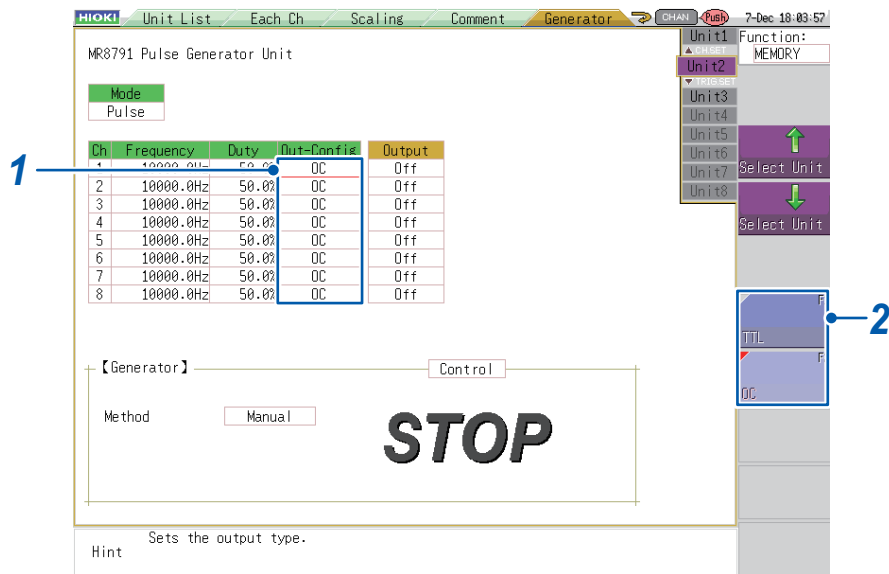 HIOKI Unit List Each Ch Scaling Comment Generator CHAN Push 7-Dec 18:03:57
Unit1 Function:
▲CH.SET MEMORY
MR8791 Pulse Generator Unit
Unit2
▼TRIG.SET
Mode
Unit3
Pulse
Unit4
Unit5
Ch Frequency Duty Out-Config Output
Unit6
1 OC Off
Unit7 Select Unit
2 10000.0Hz 50.0% OC Off
Unit8
3 10000.0Hz 50.0% OC Off
4 10000.0Hz 50.0% OC Off
Select Unit
5 10000.0Hz 50.0% OC Off
6 10000.0Hz 50.0% OC Off
7 10000.0Hz 50.0% OC Off
8 10000.0Hz 50.0% OC Off
1
F
2
TTL
F
OC
【Generator】 Control
Method Manual
STOP
Sets the output type.
Hint